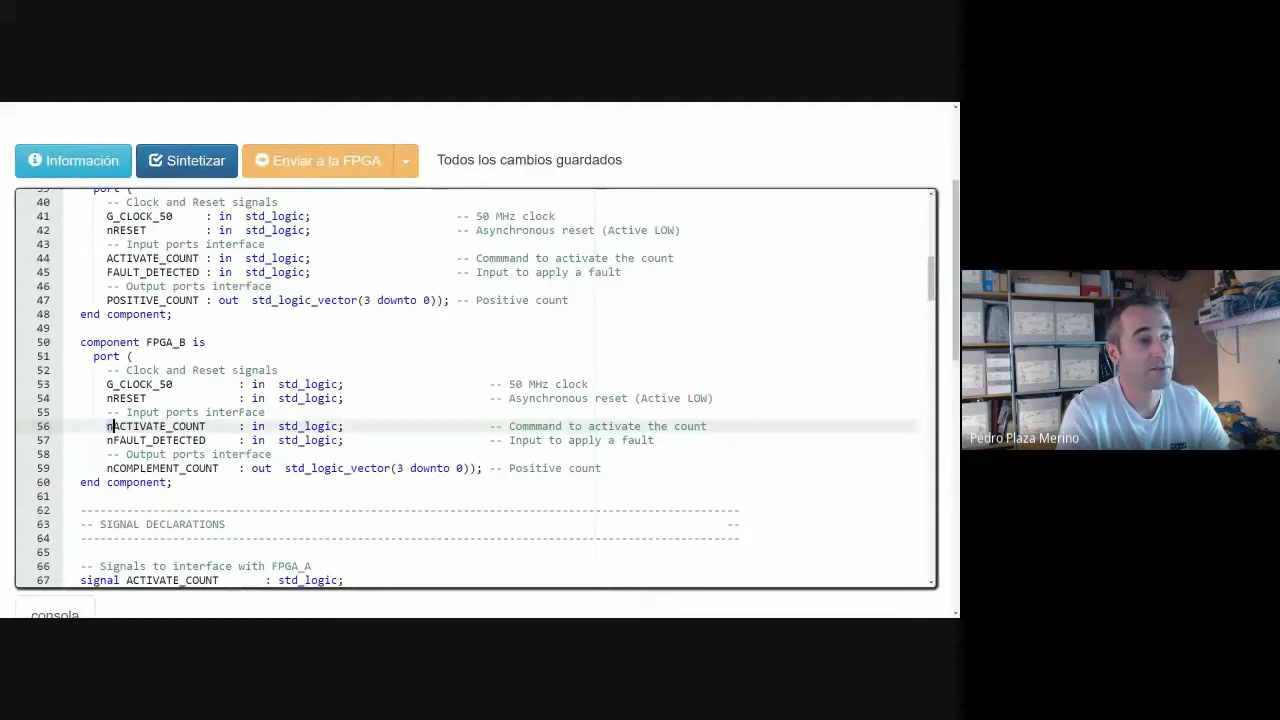 Información Sintetizar Enviar a la FPGA Todos los cambios guardados
39 port (
40 -- Clock and Reset signals
41 G_CLOCK_50 : in std_logic; -- 50 MHz clock
42 nRESET : in std_logic; -- Asynchronous reset (Active LOW)
43 -- Input ports interface
44 ACTIVATE_COUNT : in std_logic; -- Commmand to activate the count
45 FAULT_DETECTED : in std_logic; -- Input to apply a fault
46 -- Output ports interface
47 POSITIVE_COUNT : out std_logic_vector(3 downto 0)); -- Positive count
48 end component;
49
50 component FPGA_B is
51 port (
52 -- Clock and Reset signals
53 G_CLOCK_50 : in std_logic; -- 50 MHz clock
54 nRESET : in std_logic; -- Asynchronous reset (Active LOW)
55 -- Input ports interface
56 nACTIVATE_COUNT : in std_logic; -- Commmand to activate the count
57 nFAULT_DETECTED : in std_logic; -- Input to apply a fault
58 -- Output ports interface
59 nCOMPLEMENT_COUNT : out std_logic_vector(3 downto 0)); -- Positive count
60 end component;
61
62 ----------------------------------------------------------------------------------------------------
63 -- SIGNAL DECLARATIONS --
64 ----------------------------------------------------------------------------------------------------
65
66 -- Signals to interface with FPGA_A
67 signal ACTIVATE_COUNT : std_logic;
consola
Pedro Plaza Merino